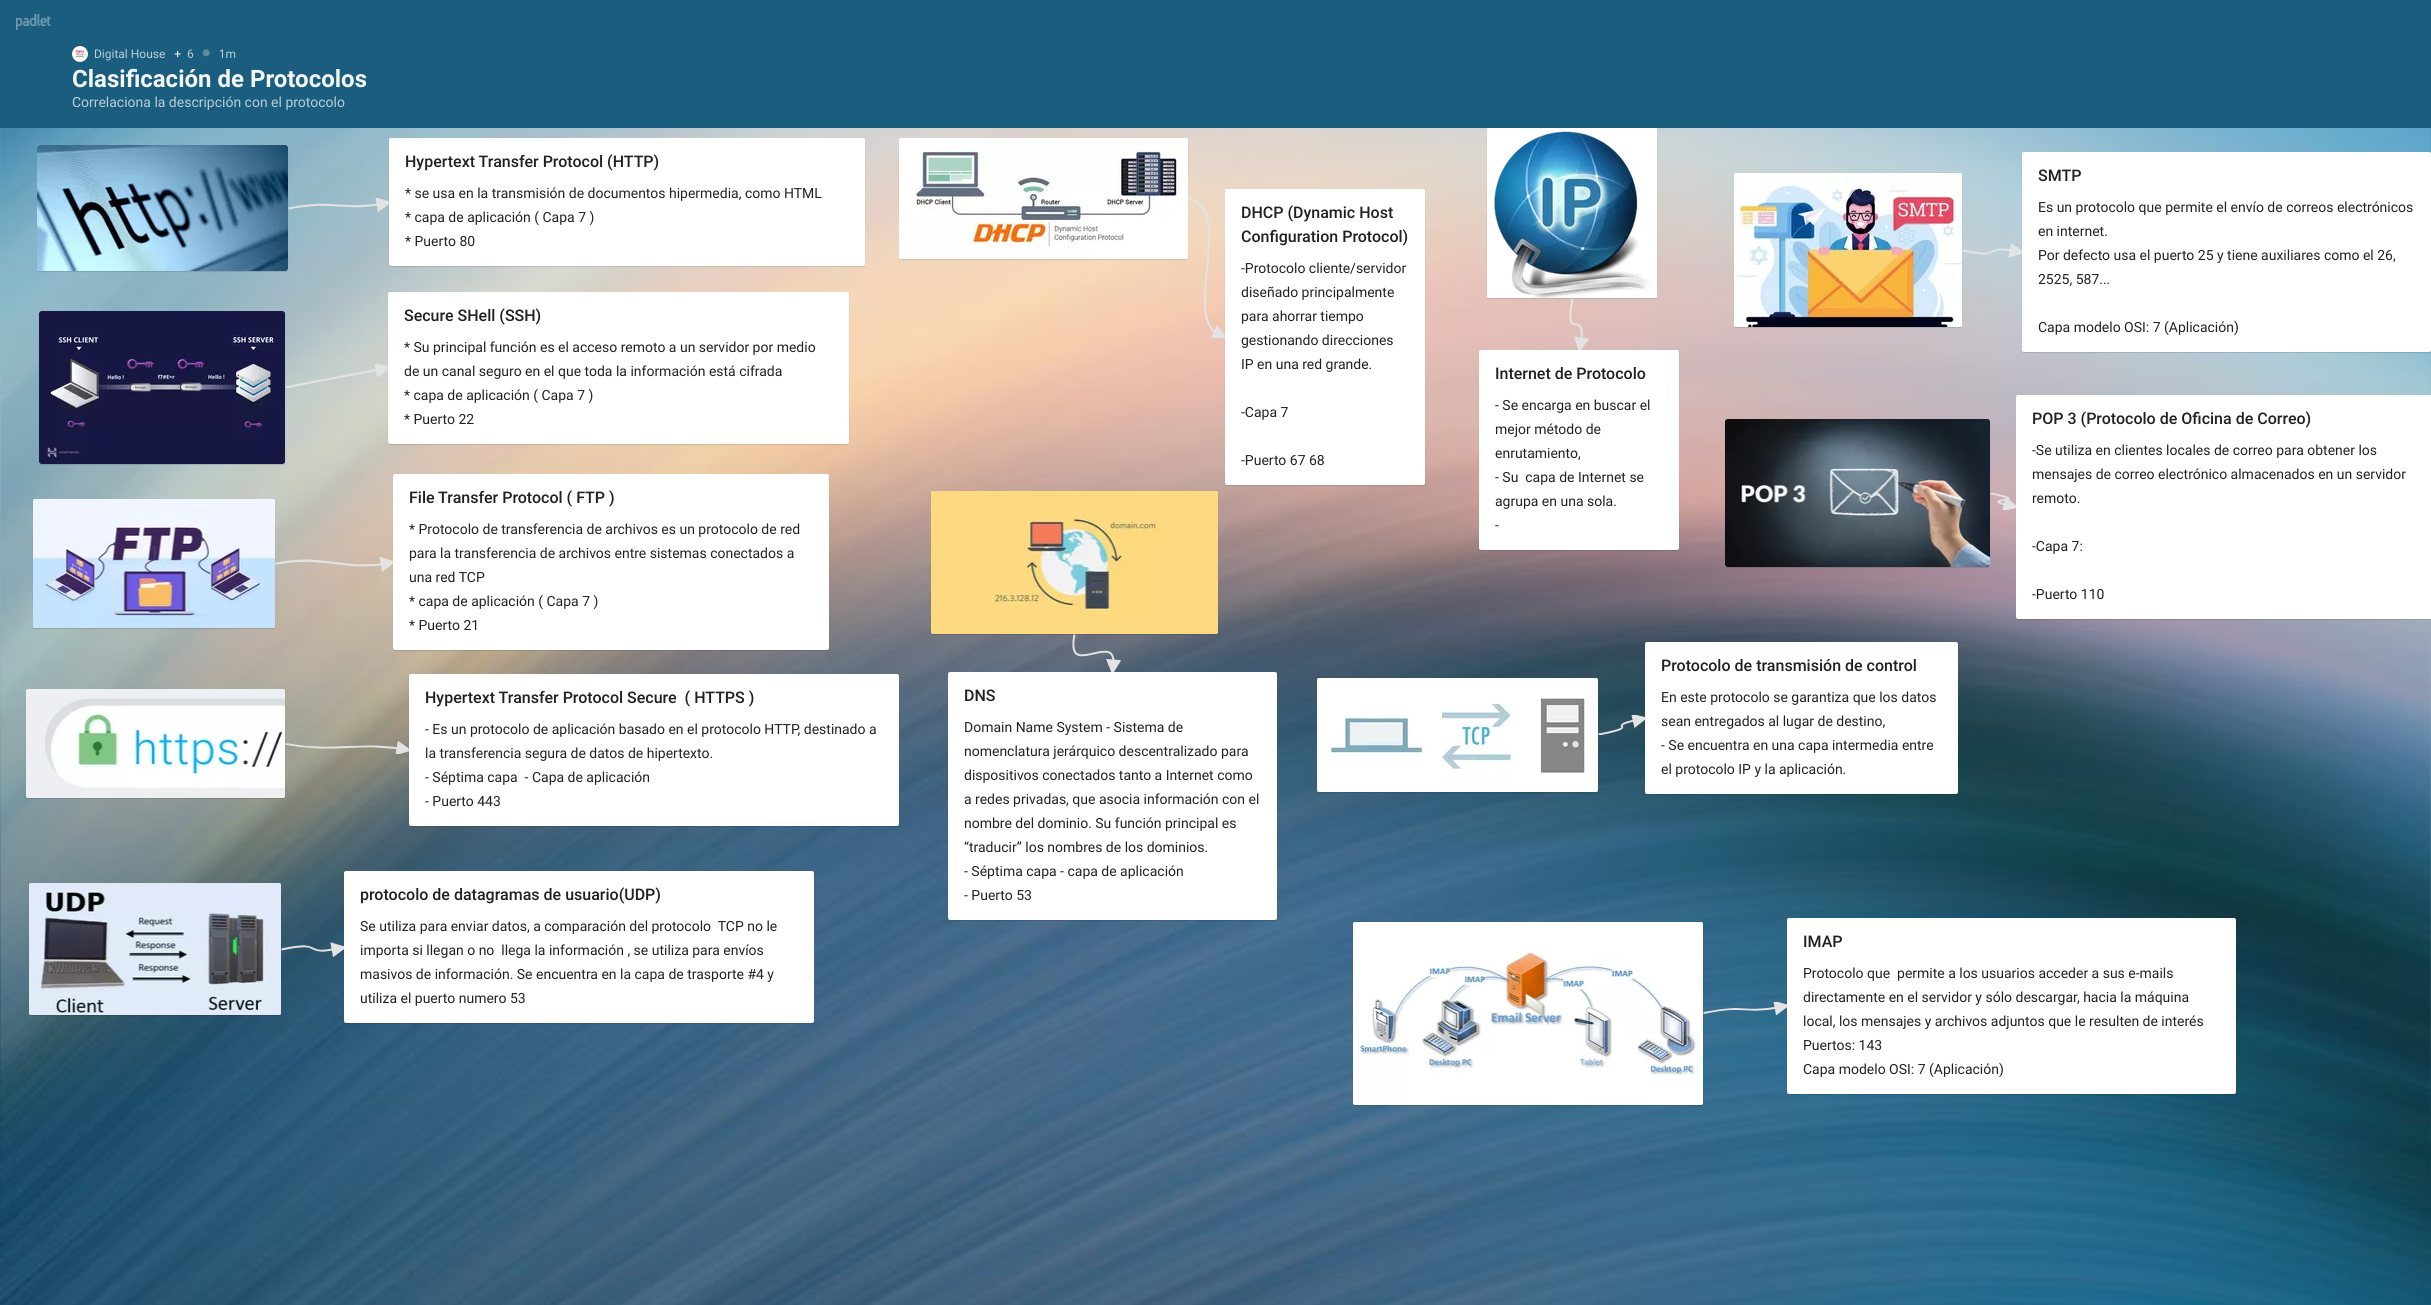 padlet
Digital House + 6 1m
Clasificación de Protocolos
Correlaciona la descripción con el protocolo
http://www
Hypertext Transfer Protocol (HTTP)
* se usa en la transmisión de documentos hipermedia, como HTML
* capa de aplicación ( Capa 7 )
* Puerto 80
SSH CLIENT
SSH SERVER
Hello !
f7#E+r
Hello !
Secure SHell (SSH)
* Su principal función es el acceso remoto a un servidor por medio
de un canal seguro en el que toda la información está cifrada
* capa de aplicación ( Capa 7 )
* Puerto 22
FTP
File Transfer Protocol ( FTP )
* Protocolo de transferencia de archivos es un protocolo de red
para la transferencia de archivos entre sistemas conectados a
una red TCP
* capa de aplicación ( Capa 7 )
* Puerto 21
https://
Hypertext Transfer Protocol Secure  ( HTTPS )
- Es un protocolo de aplicación basado en el protocolo HTTP, destinado a
la transferencia segura de datos de hipertexto.
- Séptima capa  - Capa de aplicación
- Puerto 443
UDP
Request
Response
Response
Client
Server
protocolo de datagramas de usuario(UDP)
Se utiliza para enviar datos, a comparación del protocolo  TCP no le
importa si llegan o no  llega la información , se utiliza para envíos
masivos de información. Se encuentra en la capa de trasporte #4 y
utiliza el puerto numero 53
DHCP Client
Router
DHCP Server
DHCP
Dynamic Host
Configuration Protocol
DHCP (Dynamic Host
Configuration Protocol)
-Protocolo cliente/servidor
diseñado principalmente
para ahorrar tiempo
gestionando direcciones
IP en una red grande.
-Capa 7
-Puerto 67 68
domain.com
216.3.128.12
DNS
Domain Name System - Sistema de
nomenclatura jerárquico descentralizado para
dispositivos conectados tanto a Internet como
a redes privadas, que asocia información con el
nombre del dominio. Su función principal es
“traducir” los nombres de los dominios.
- Séptima capa - capa de aplicación
- Puerto 53
IP
Internet de Protocolo
- Se encarga en buscar el
mejor método de
enrutamiento,
- Su  capa de Internet se
agrupa en una sola.
-
SMTP
SMTP
Es un protocolo que permite el envío de correos electrónicos
en internet.
Por defecto usa el puerto 25 y tiene auxiliares como el 26,
2525, 587...
Capa modelo OSI: 7 (Aplicación)
POP 3
POP 3 (Protocolo de Oficina de Correo)
-Se utiliza en clientes locales de correo para obtener los
mensajes de correo electrónico almacenados en un servidor
remoto.
-Capa 7:
-Puerto 110
TCP
Protocolo de transmisión de control
En este protocolo se garantiza que los datos
sean entregados al lugar de destino,
- Se encuentra en una capa intermedia entre
el protocolo IP y la aplicación.
IMAP
IMAP
IMAP
IMAP
Email Server
SmartPhone
Desktop PC
Tablet
Desktop PC
IMAP
Protocolo que  permite a los usuarios acceder a sus e-mails
directamente en el servidor y sólo descargar, hacia la máquina
local, los mensajes y archivos adjuntos que le resulten de interés
Puertos: 143
Capa modelo OSI: 7 (Aplicación)